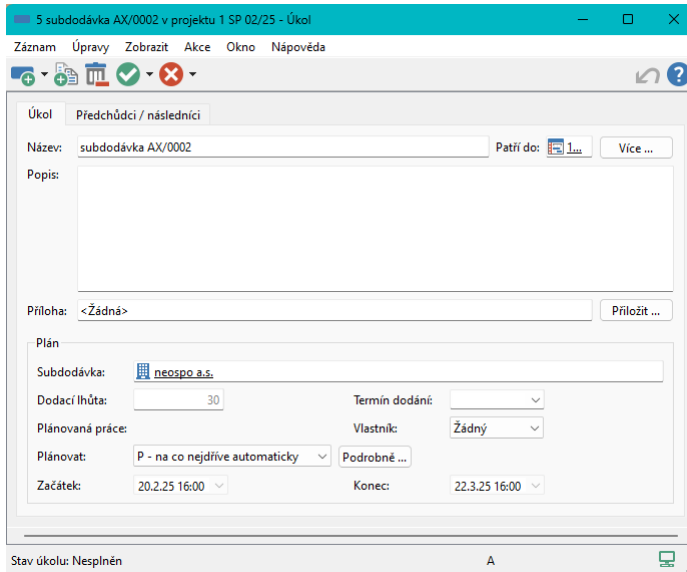 5 subdodávka AX/0002 v projektu 1 SP 02/25 - Úkol
Záznam Úpravy Zobrazit Akce Okno Nápověda
Úkol Předchůdci / následníci
Název: subdodávka AX/0002 Patří do: 1... Více ...
Popis:
Příloha: <Žádná> Přiložit ...
Plán
Subdodávka: neospo a.s.
Dodací lhůta: 30 Termín dodání:
Plánovaná práce: Vlastník: Žádný
Plánovat: P - na co nejdříve automaticky Podrobně ...
Začátek: 20.2.25 16:00 Konec: 22.3.25 16:00
Stav úkolu: Nesplněn A